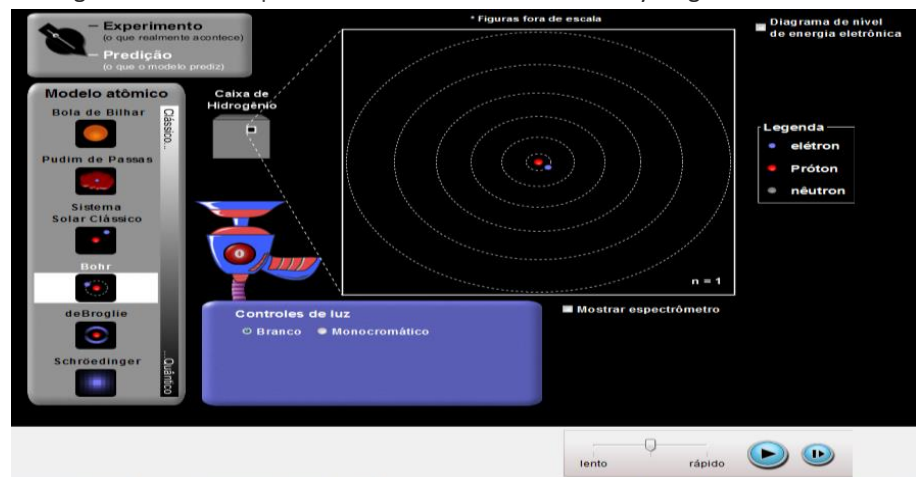 Experimento
(o que realmente acontece)
Predição
(o que o modelo prediz)
* Figuras fora de escala
Diagrama de nível
de energia eletrônica
Modelo atômico
Bola de Bilhar
Pudim de Passas
Sistema
Solar Clássico
Bohr
deBroglie
Schröedinger
Clássico...
...Quântico
Caixa de
Hidrogênio
n = 1
Legenda
elétron
Próton
nêutron
Controles de luz
Branco
Monocromático
Mostrar espectrômetro
lento
rápido